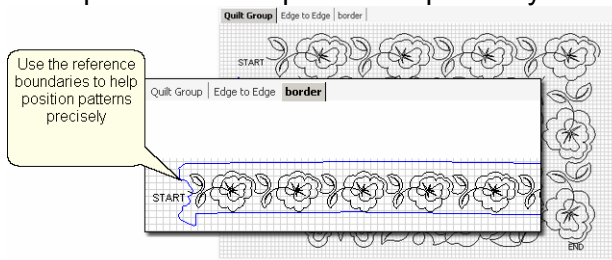 Quilt Group Edge to Edge border
START
Use the reference
boundaries to help
position patterns
precisely
Quilt Group Edge to Edge border
START
END